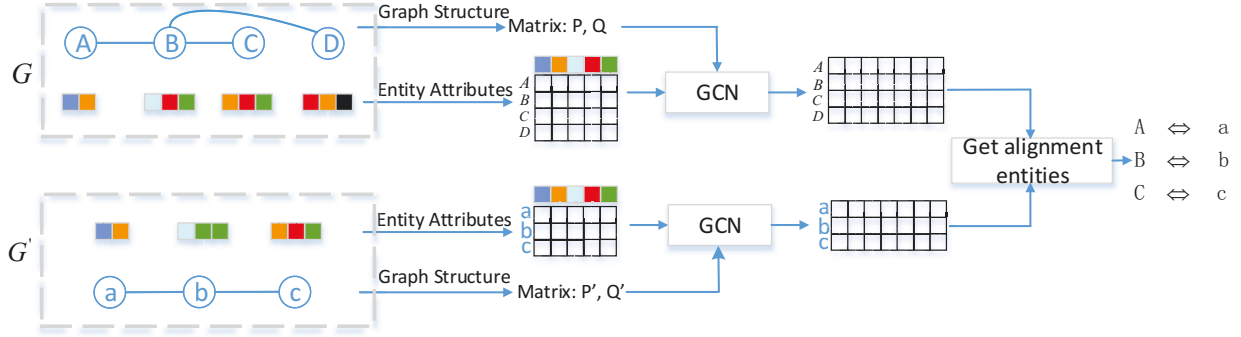 G
A B C D
Graph Structure
Matrix: P, Q
Entity Attributes
A
B
C
D
GCN
A
B
C
D
Get alignment
entities
A ⇔ a
B ⇔ b
C ⇔ c
G'
Entity Attributes
a
b
c
GCN
a
b
c
a b c
Graph Structure
Matrix: P', Q'